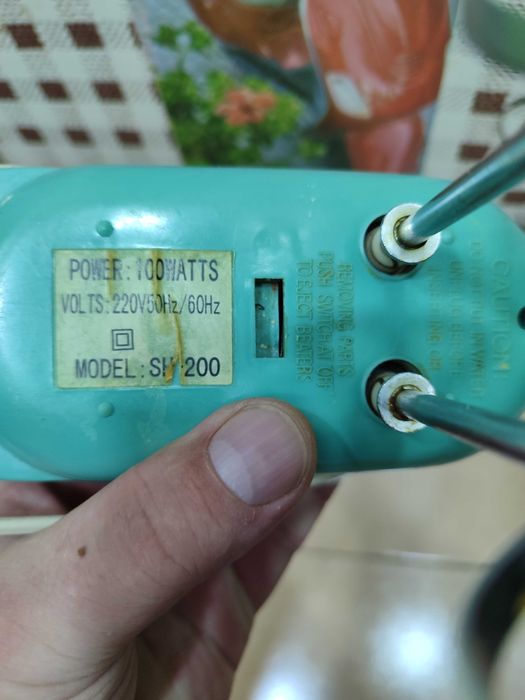 POWER:100WATTS
VOLTS:220V50Hz/60Hz
MODEL:SH-200
REMOVING PARTS
PUSH SWITCH AT OFF
TO EJECT BEATERS
CAUTION